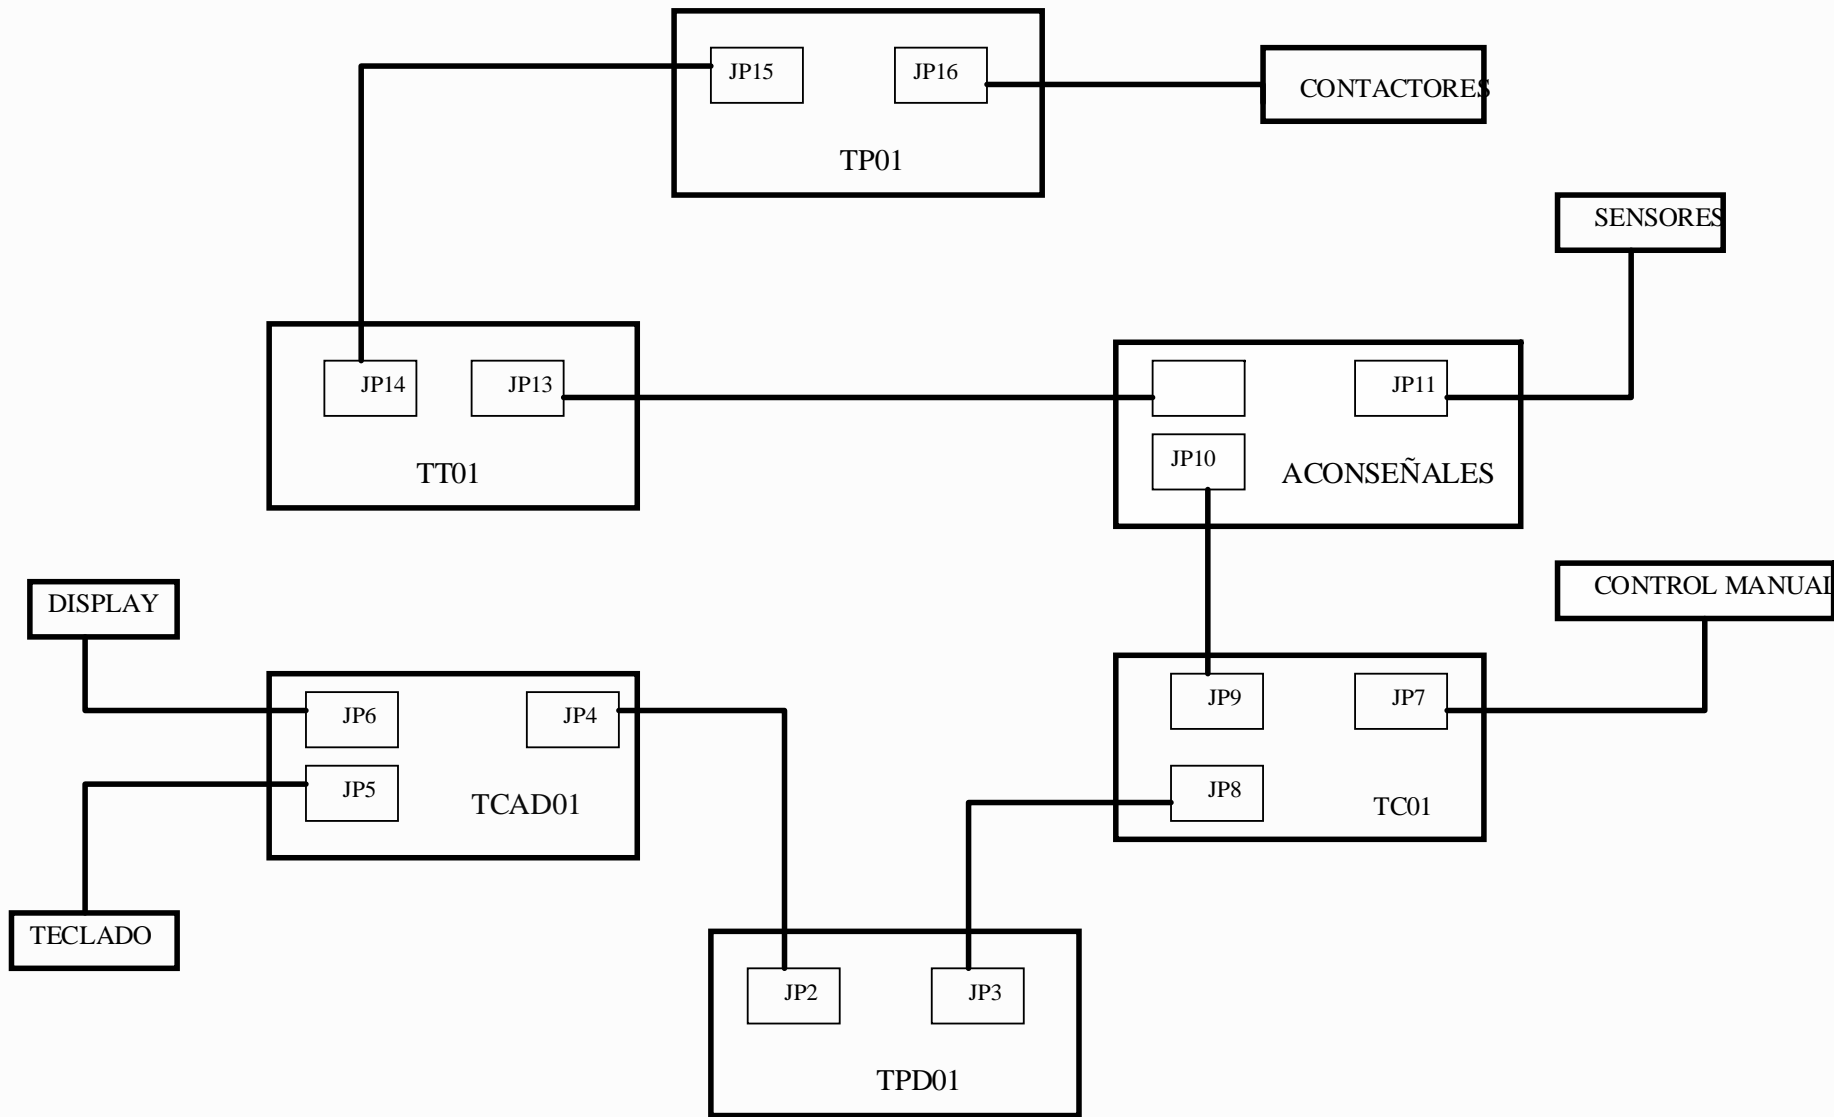 JP15
JP16
CONTACTORES
TP01
SENSORES
JP14
JP13
JP11
JP10
TT01
ACONSEÑALES
DISPLAY
CONTROL MANUAL
JP6
JP4
JP9
JP7
JP5
TCAD01
JP8
TC01
TECLADO
JP2
JP3
TPD01